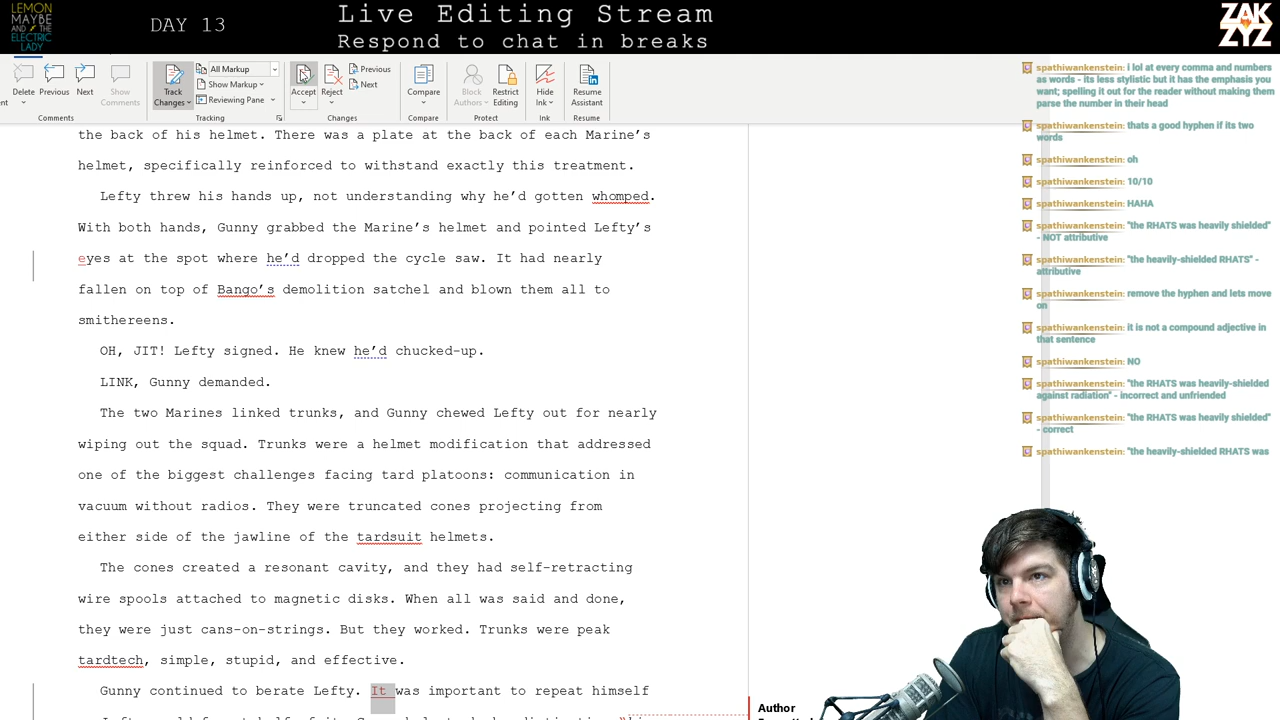 LEMON
MAYBE
AND THE
ELECTRIC
LADY
DAY 13
Live Editing Stream
Respond to chat in breaks
ZAK
ZYZ
Delete Previous Next Show Comments
Comments
Track Changes
All Markup
Show Markup
Reviewing Pane
Tracking
Accept Reject
Previous
Next
Changes
Compare
Compare
Block Authors Restrict Editing
Protect
Hide Ink
Ink
Resume Assistant
Resume
the back of his helmet. There was a plate at the back of each Marine's
helmet, specifically reinforced to withstand exactly this treatment.
Lefty threw his hands up, not understanding why he'd gotten whomped.
With both hands, Gunny grabbed the Marine's helmet and pointed Lefty's
eyes at the spot where he'd dropped the cycle saw. It had nearly
fallen on top of Bango's demolition satchel and blown them all to
smithereens.
OH, JIT! Lefty signed. He knew he'd chucked-up.
LINK, Gunny demanded.
The two Marines linked trunks, and Gunny chewed Lefty out for nearly
wiping out the squad. Trunks were a helmet modification that addressed
one of the biggest challenges facing tard platoons: communication in
vacuum without radios. They were truncated cones projecting from
either side of the jawline of the tardsuit helmets.
The cones created a resonant cavity, and they had self-retracting
wire spools attached to magnetic disks. When all was said and done,
they were just cans-on-strings. But they worked. Trunks were peak
tardtech, simple, stupid, and effective.
Gunny continued to berate Lefty. It was important to repeat himself
Author
spathiwankenstein: i lol at every comma and numbers
as words - its less stylistic but it has the emphasis you
want; spelling it out for the reader without making them
parse the number in their head
spathiwankenstein: thats a good hyphen if its two
words
spathiwankenstein: oh
spathiwankenstein: 10/10
spathiwankenstein: HAHA
spathiwankenstein: "the RHATS was heavily shielded"
- NOT attributive
spathiwankenstein: "the heavily-shielded RHATS" -
attributive
spathiwankenstein: remove the hyphen and lets move
on
spathiwankenstein: it is not a compound adjective in
that sentence
spathiwankenstein: NO
spathiwankenstein: "the RHATS was heavily-shielded
against radiation" - incorrect and unfriended
spathiwankenstein: "the RHATS was heavily shielded"
- correct
spathiwankenstein: "the heavily-shielded RHATS was